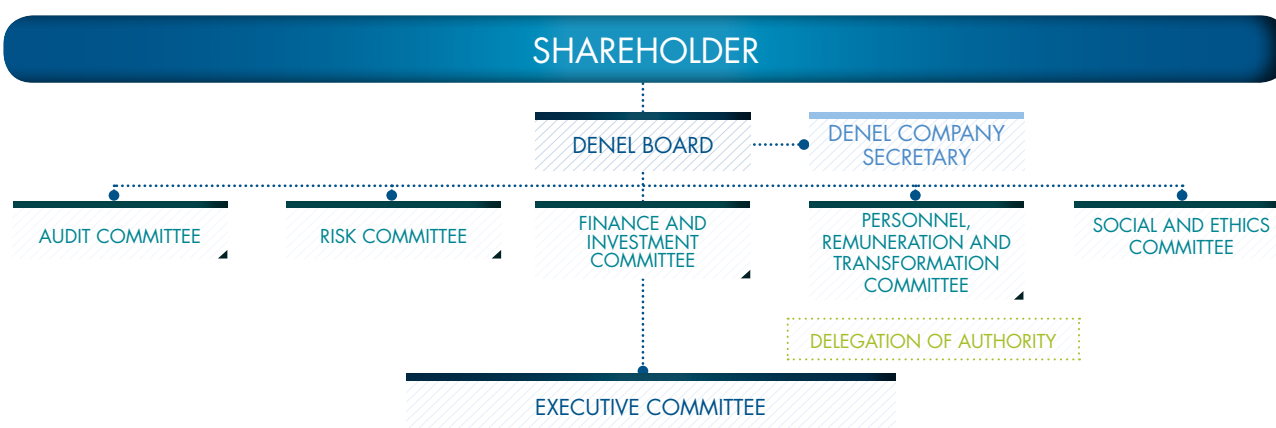 SHAREHOLDER
DENEL BOARD
DENEL COMPANY
SECRETARY
AUDIT COMMITTEE
RISK COMMITTEE
FINANCE AND
INVESTMENT
COMMITTEE
PERSONNEL,
REMUNERATION AND
TRANSFORMATION
COMMITTEE
SOCIAL AND ETHICS
COMMITTEE
DELEGATION OF AUTHORITY
EXECUTIVE COMMITTEE